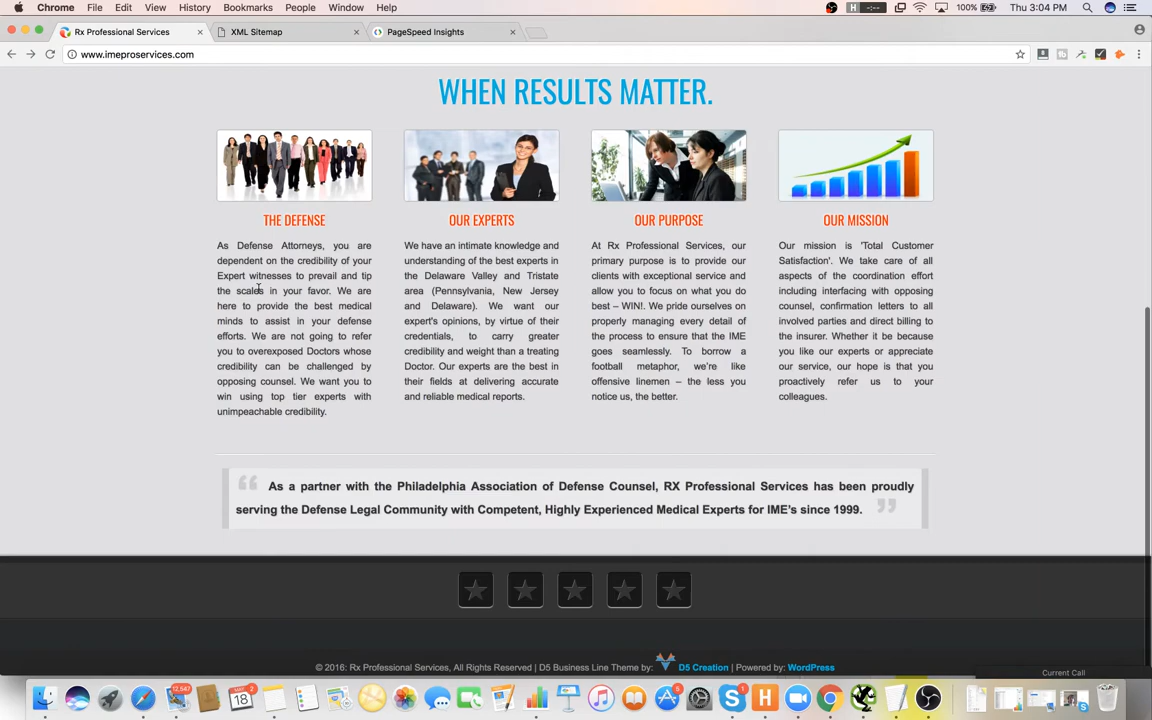 Chrome File Edit View History Bookmarks People Window Help H --:-- 100% Thu 3:04 PM
Rx Professional Services XML Sitemap PageSpeed Insights
www.imeproservices.com
WHEN RESULTS MATTER.
THE DEFENSE
As Defense Attorneys, you are
dependent on the credibility of your
Expert witnesses to prevail and tip
the scales in your favor. We are
here to provide the best medical
minds to assist in your defense
efforts. We are not going to refer
you to overexposed Doctors whose
credibility can be challenged by
opposing counsel. We want you to
win using top tier experts with
unimpeachable credibility.
OUR EXPERTS
We have an intimate knowledge and
understanding of the best experts in
the Delaware Valley and Tristate
area (Pennsylvania, New Jersey
and Delaware). We want our
expert's opinions, by virtue of their
credentials, to carry greater
credibility and weight than a treating
Doctor. Our experts are the best in
their fields at delivering accurate
and reliable medical reports.
OUR PURPOSE
At Rx Professional Services, our
primary purpose is to provide our
clients with exceptional service and
allow you to focus on what you do
best – WIN!. We pride ourselves on
properly managing every detail of
the process to ensure that the IME
goes seamlessly. To borrow a
football metaphor, we're like
offensive linemen – the less you
notice us, the better.
OUR MISSION
Our mission is 'Total Customer
Satisfaction'. We take care of all
aspects of the coordination effort
including interfacing with opposing
counsel, confirmation letters to all
involved parties and direct billing to
the insurer. Whether it be because
you like our experts or appreciate
our service, our hope is that you
proactively refer us to your
colleagues.
“ As a partner with the Philadelphia Association of Defense Counsel, RX Professional Services has been proudly
serving the Defense Legal Community with Competent, Highly Experienced Medical Experts for IME's since 1999. ”
© 2016: Rx Professional Services, All Rights Reserved | D5 Business Line Theme by: D5 Creation | Powered by: WordPress
Current Call
12,547 MAY 18 2 5 S 2 H